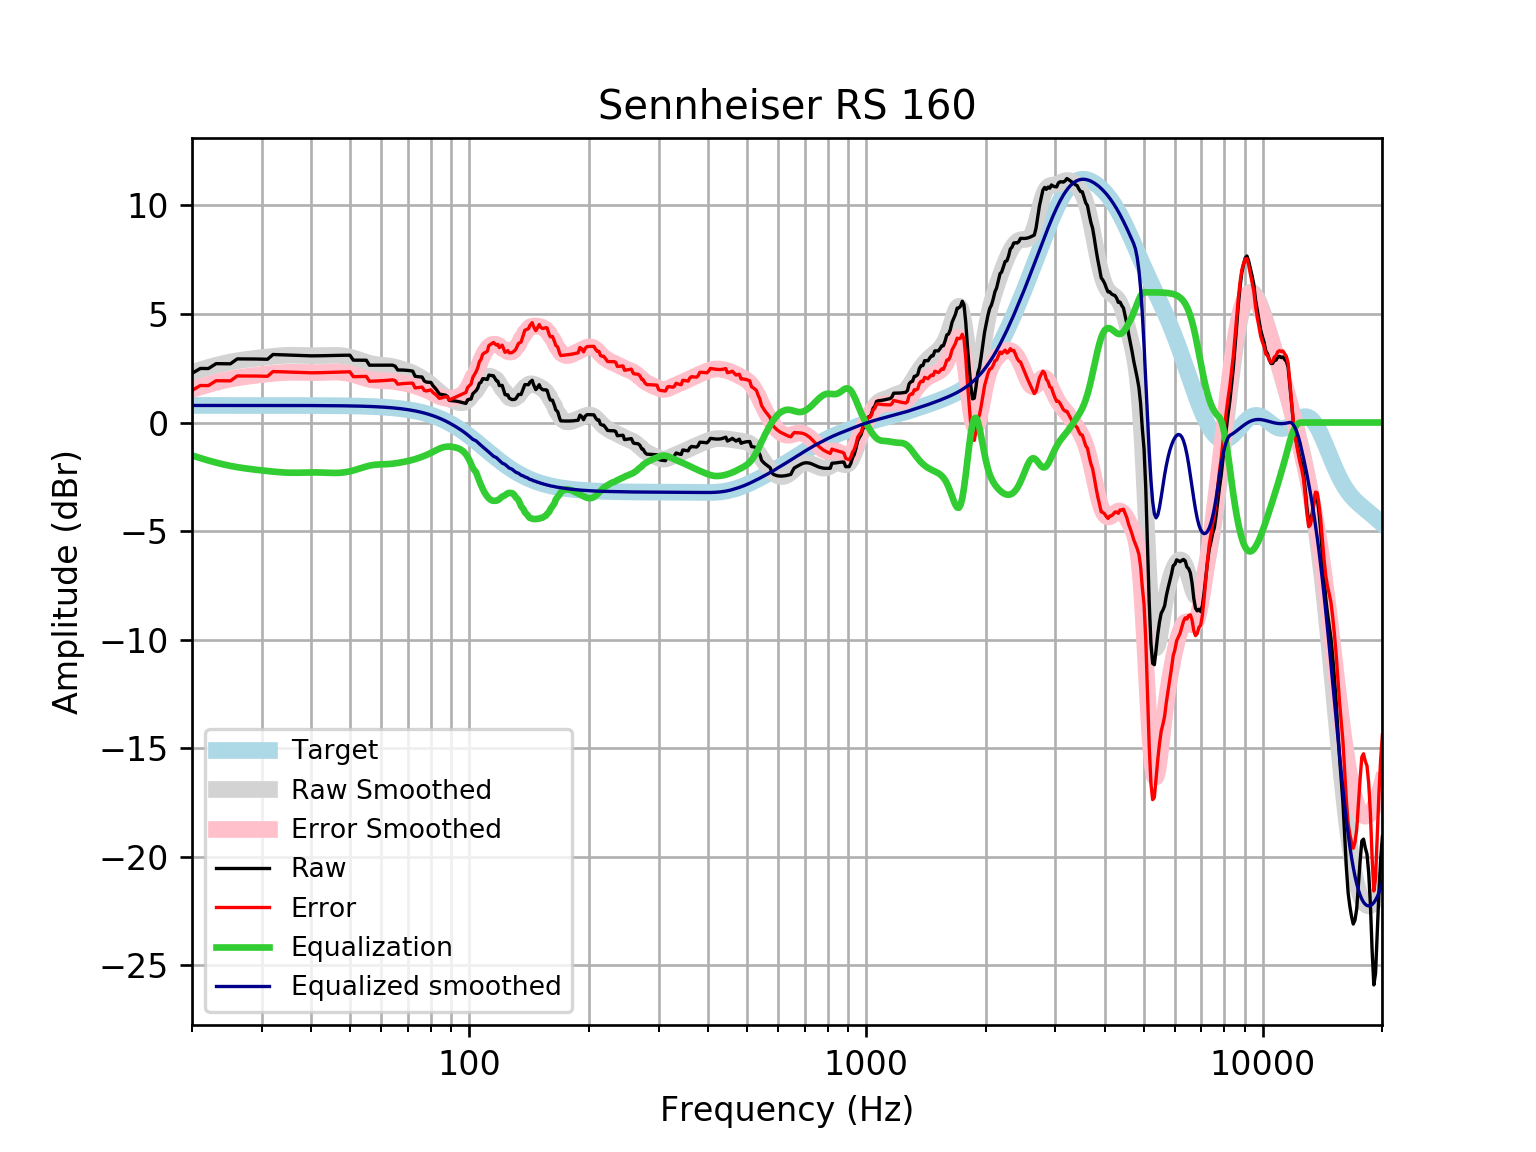 Sennheiser RS 160
Amplitude (dBr)
10
5
0
−5
−10
−15
−20
−25
Target
Raw Smoothed
Error Smoothed
Raw
Error
Equalization
Equalized smoothed
100
1000
10000
Frequency (Hz)